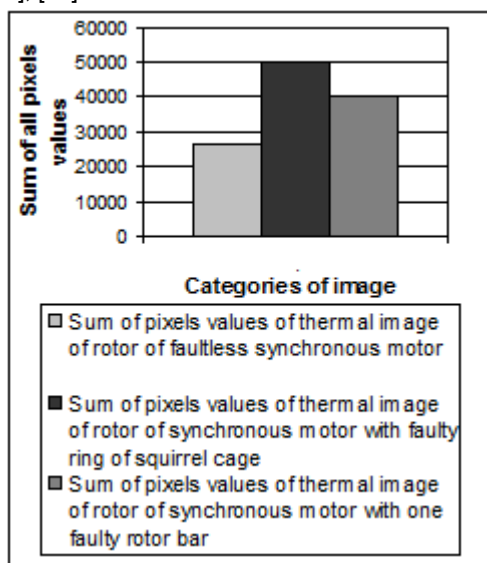 60000
50000
40000
30000
20000
10000
0
Sum of all pixels
values
Categories of image
Sum of pixels values of thermal image
of rotor of faultless synchronous motor
Sum of pixels values of thermal image
of rotor of synchronous motor with faulty
ring of squirrel cage
Sum of pixels values of thermal image
of rotor of synchronous motor with one
faulty rotor bar